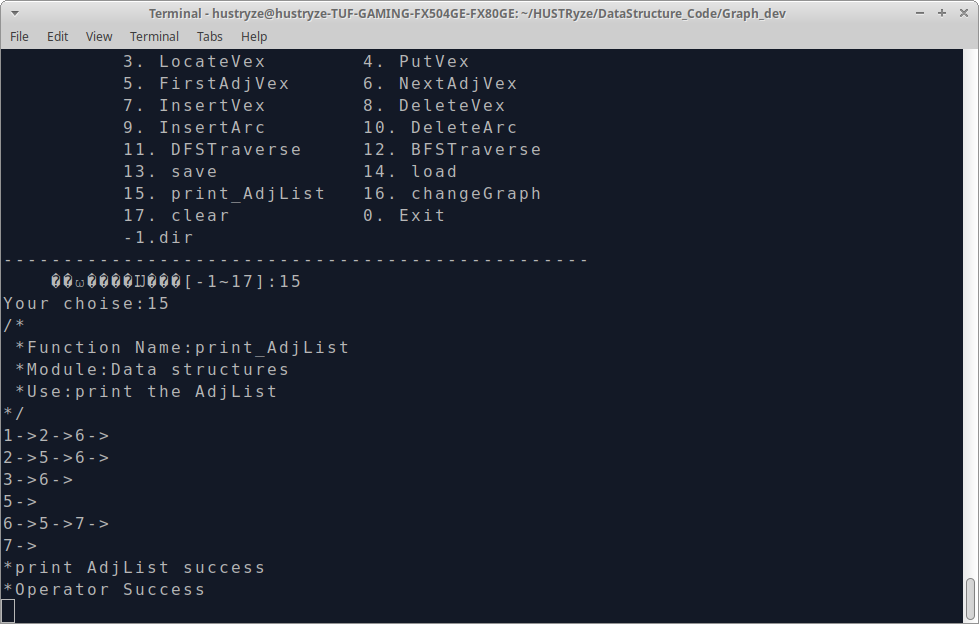 Terminal - hustryze@hustryze-TUF-GAMING-FX504GE-FX80GE: ~/HUSTRyze/DataStructure_Code/Graph_dev
File Edit View Terminal Tabs Help
3. LocateVex 4. PutVex
5. FirstAdjVex 6. NextAdjVex
7. InsertVex 8. DeleteVex
9. InsertArc 10. DeleteArc
11. DFSTraverse 12. BFSTraverse
13. save 14. load
15. print_AdjList 16. changeGraph
17. clear 0. Exit
-1.dir
-------------------------------------------------
[-1~17]:15
Your choise:15
/*
*Function Name:print_AdjList
*Module:Data structures
*Use:print the AdjList
*/
1->2->6->
2->5->6->
3->6->
5->
6->5->7->
7->
*print AdjList success
*Operator Success